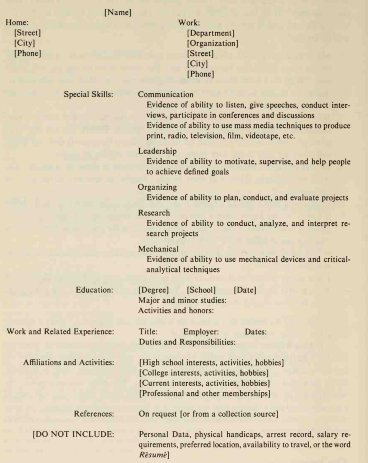 [Name]
Home: Work:
[Street] [Department]
[City] [Organization]
[Phone] [Street]
[City]
[Phone]
Special Skills: Communication
Evidence of ability to listen, give speeches, conduct inter-
views, participate in conferences and discussions
Evidence of ability to use mass media techniques to produce
print, radio, television, film, videotape, etc.
Leadership
Evidence of ability to motivate, supervise, and help people
to achieve defined goals
Organizing
Evidence of ability to plan, conduct, and evaluate projects
Research
Evidence of ability to conduct, analyze, and interpret re-
search projects
Mechanical
Evidence of ability to use mechanical devices and critical-
analytical techniques
Education: [Degree] [School] [Date]
Major and minor studies:
Activities and honors:
Work and Related Experience: Title: Employer: Dates:
Duties and Responsibilities:
Affiliations and Activities: [High school interests, activities, hobbies]
[College interests, activities, hobbies]
[Current interests, activities, hobbies]
[Professional and other memberships]
References: On request [or from a collection source]
[DO NOT INCLUDE: Personal Data, physical handicaps, arrest record, salary re-
quirements, preferred location, availability to travel, or the word
Rèsumè]